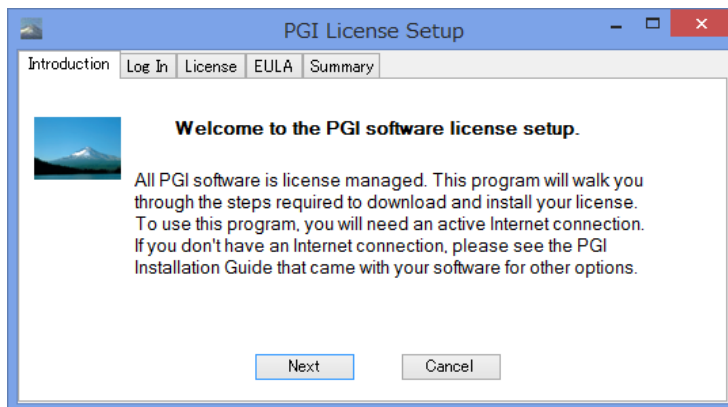 PGI License Setup
Introduction Log In License EULA Summary
Welcome to the PGI software license setup.
All PGI software is license managed. This program will walk you
through the steps required to download and install your license.
To use this program, you will need an active Internet connection.
If you don't have an Internet connection, please see the PGI
Installation Guide that came with your software for other options.
Next Cancel